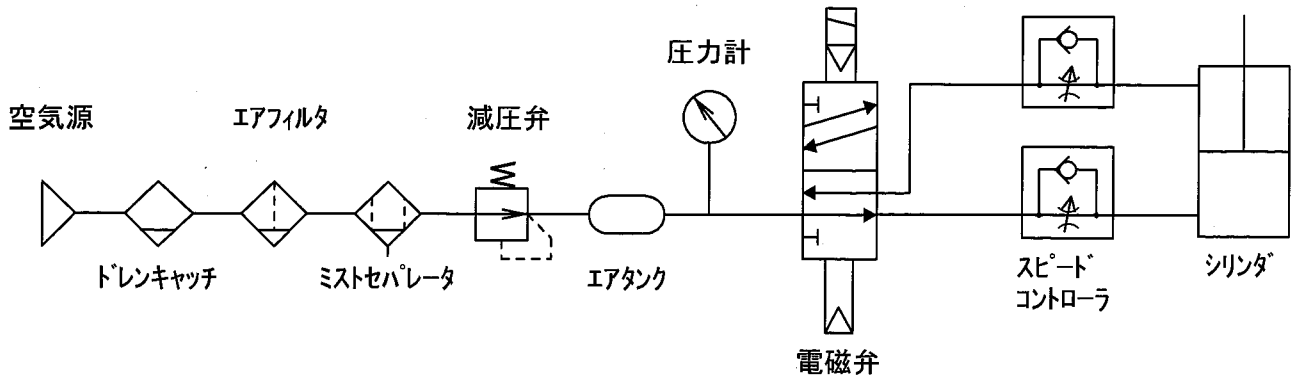 圧力計
空気源
エアフィルタ
減圧弁
ドレンキャッチ
ミストセパレータ
エアタンク
スピード
コントローラ
シリンダ
電磁弁